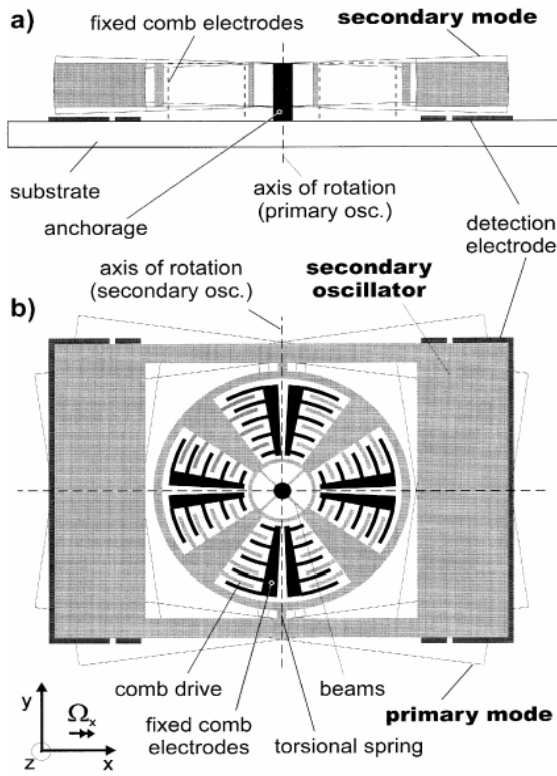 a)
fixed comb electrodes
secondary mode
substrate
anchorage
axis of rotation
(primary osc.)
detection
electrode
axis of rotation
(secondary osc.)
secondary
oscillator
b)
comb drive
fixed comb
electrodes
beams
torsional spring
primary mode
y
Ωx
z
x